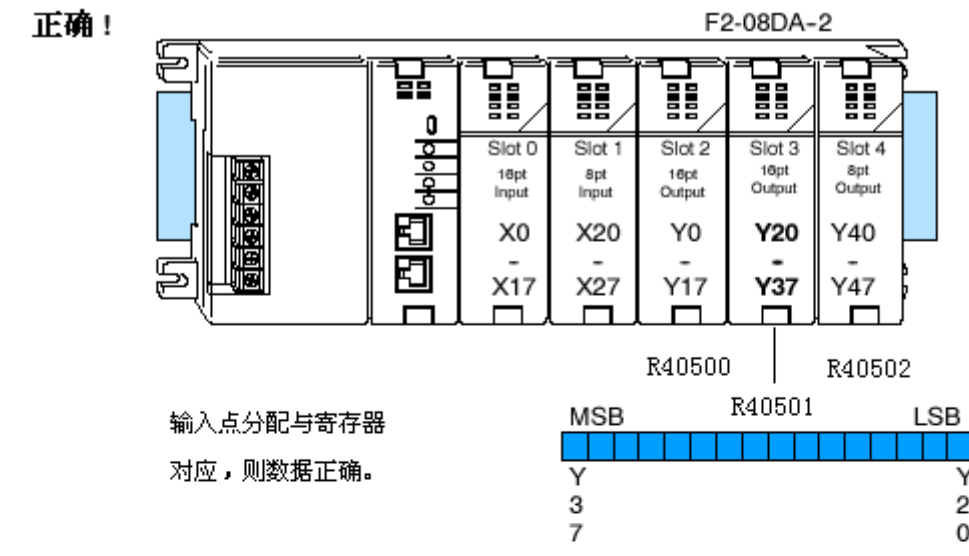 正确！
F2-08DA-2
Slot 0 Slot 1 Slot 2 Slot 3 Slot 4
16pt 8pt 16pt 16pt 8pt
Input Input Output Output Output
X0 X20 Y0 Y20 Y40
- - - - -
X17 X27 Y17 Y37 Y47
R40500 R40502
R40501
输入点分配与寄存器
对应，则数据正确。
MSB LSB
Y Y
3 2
7 0